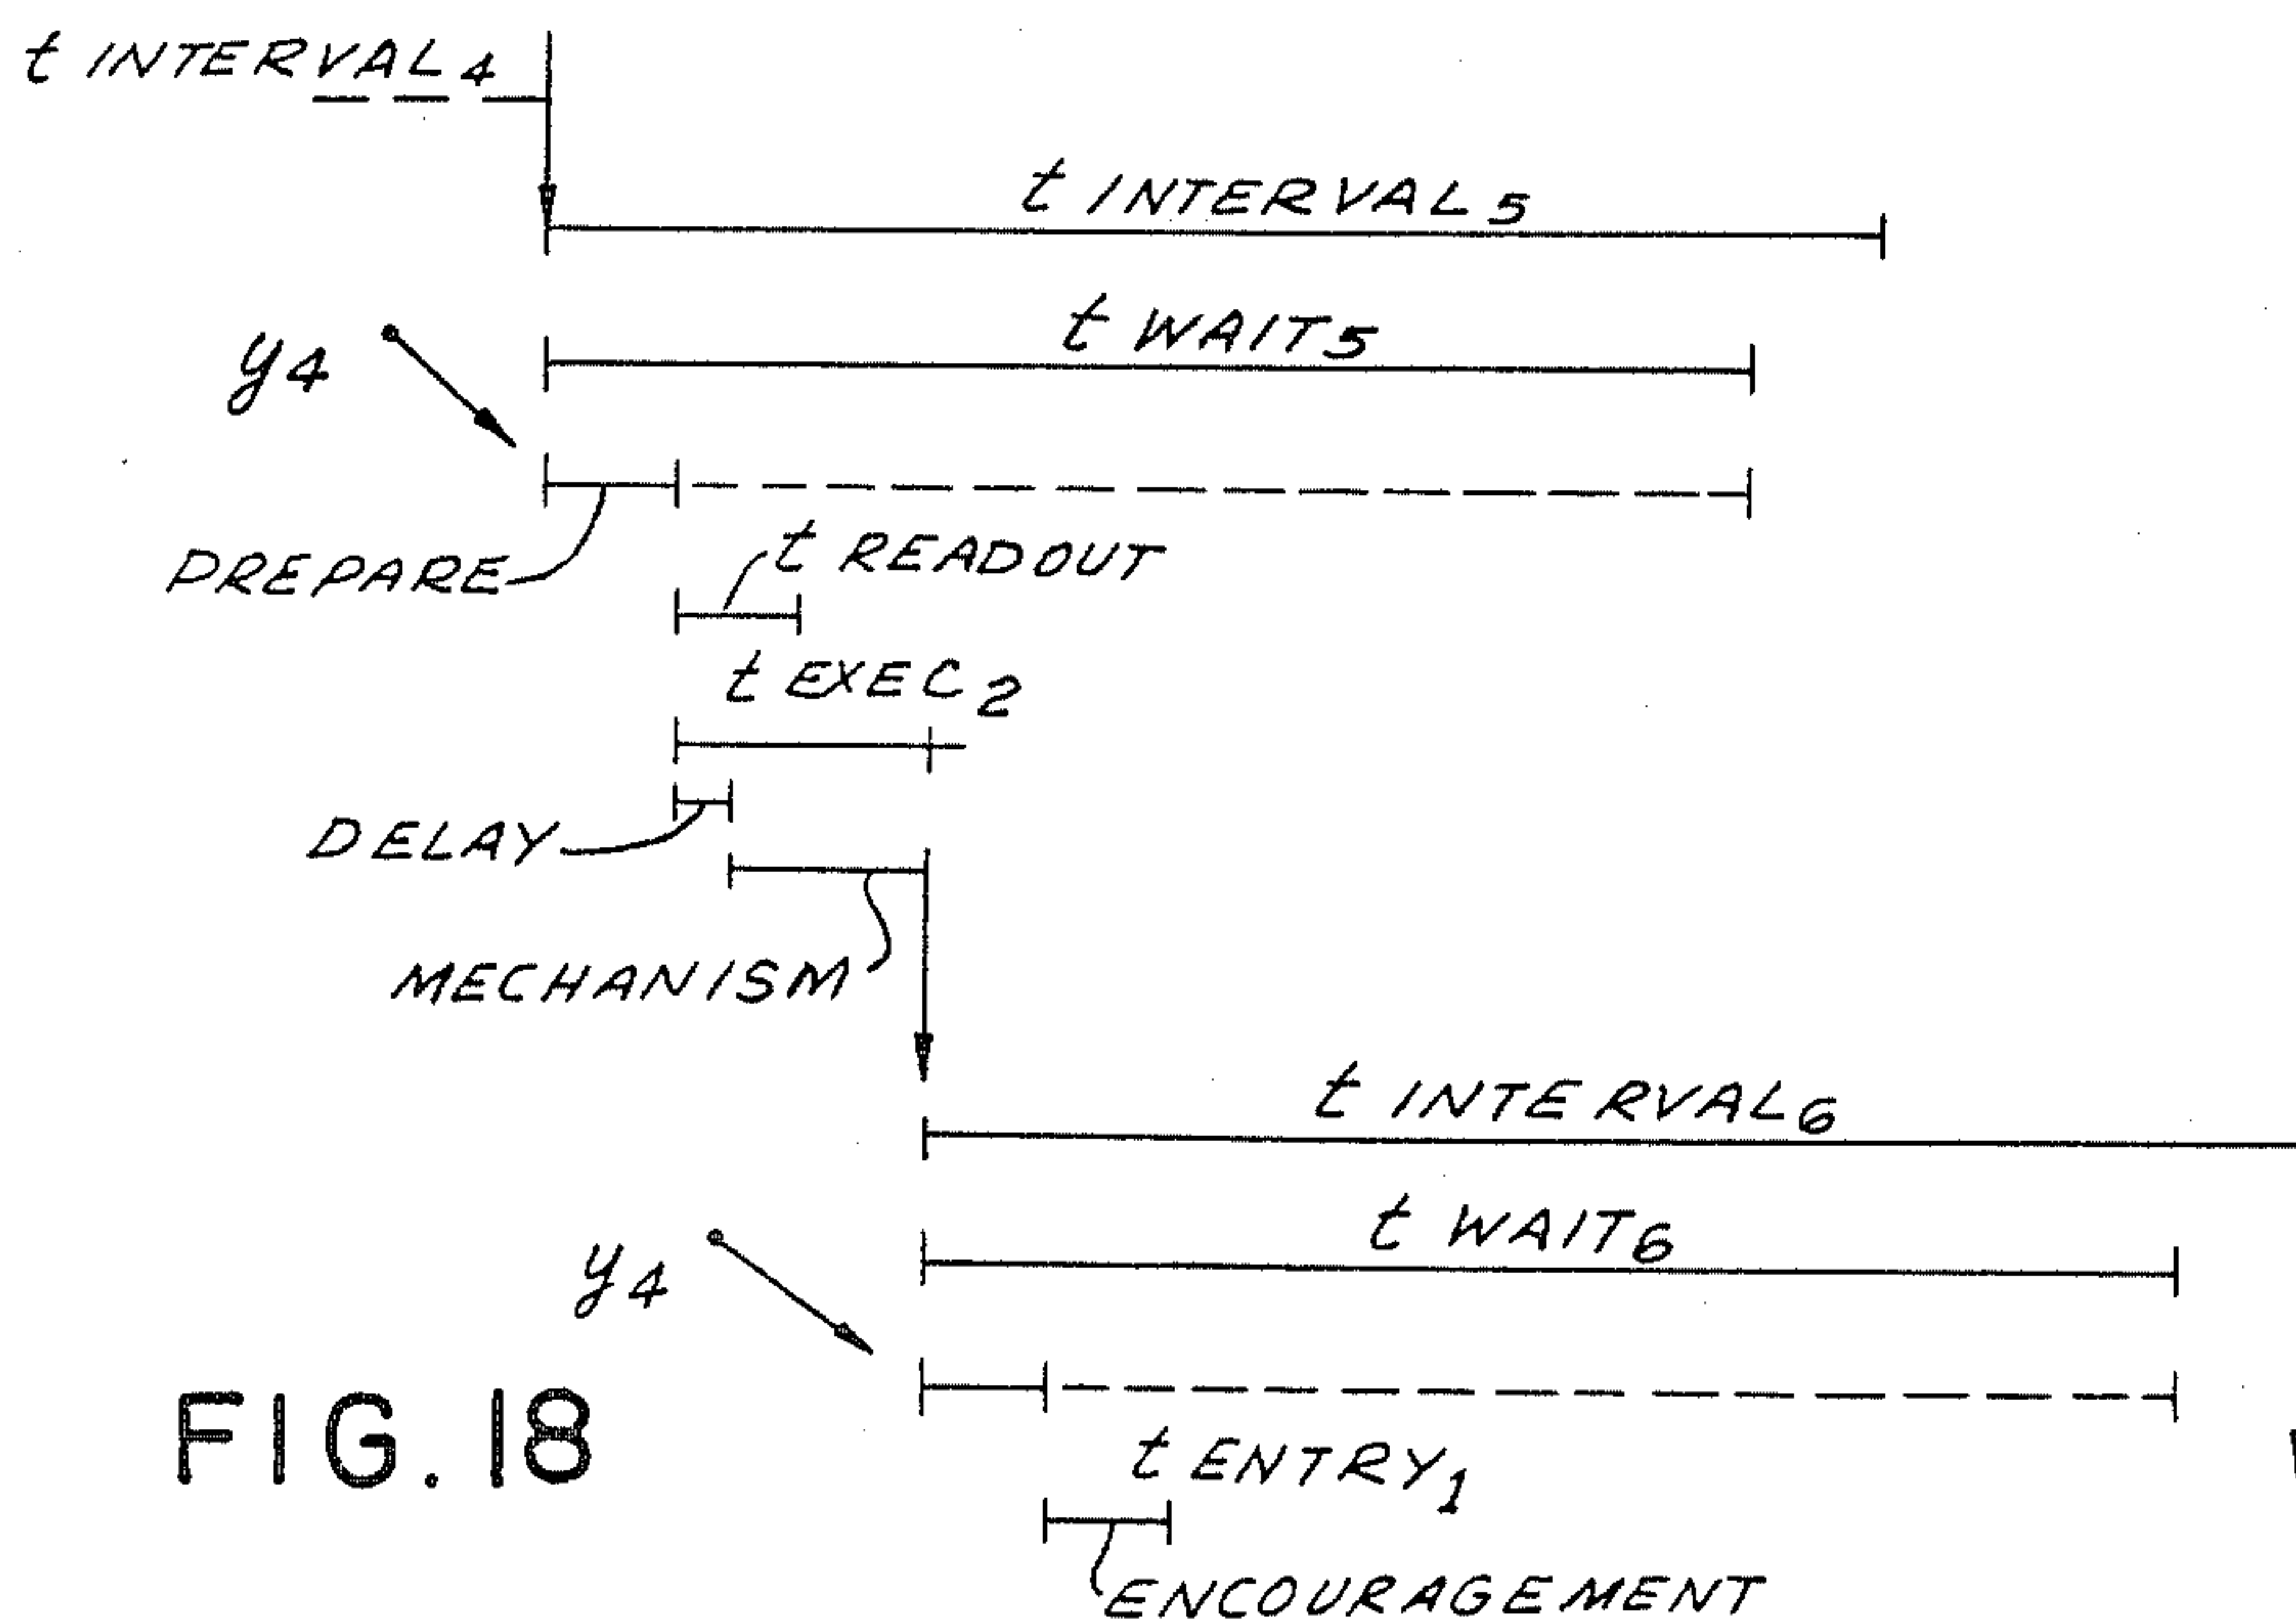 t INTERVAL4
t INTERVAL5
t WAIT5
y4
t READOUT
PREPARE
t EXEC2
DELAY
MECHANISM
t INTERVAL6
t WAIT6
y4
FIG. 18
t ENTRY1
ENCOURAGEMENT